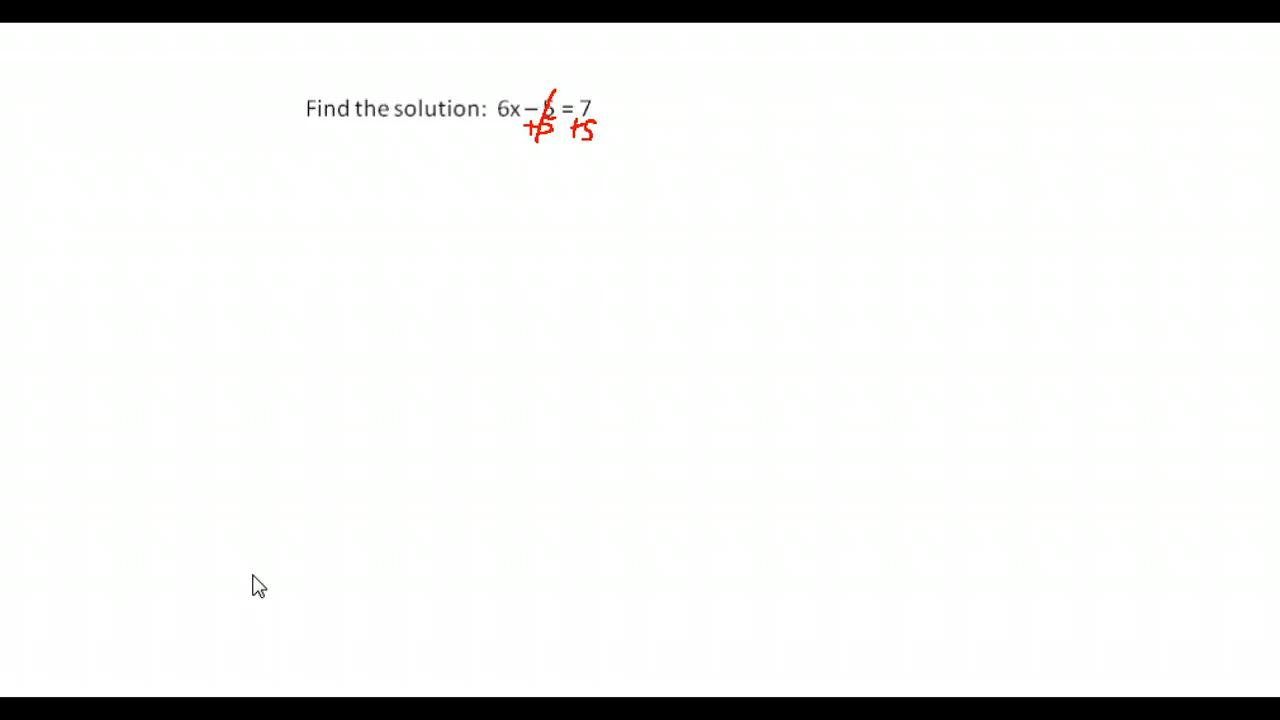 Find the solution: 6x – 5 = 7
+5 +5